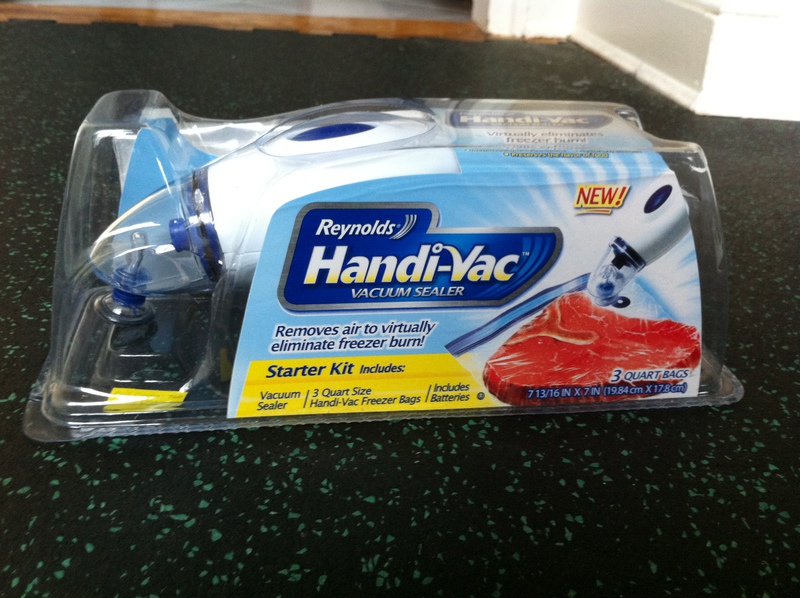 Handi-Vac
Virtually eliminates
freezer burn!
NEW!
Reynolds
Handi-Vac™
VACUUM SEALER
Removes air to virtually
eliminate freezer burn!
Starter Kit Includes:
Vacuum
Sealer
3 Quart Size
Handi-Vac Freezer Bags
Includes
Batteries
3 QUART BAGS
7 13/16 IN X 7 IN (19.84 cm X 17.8 cm)